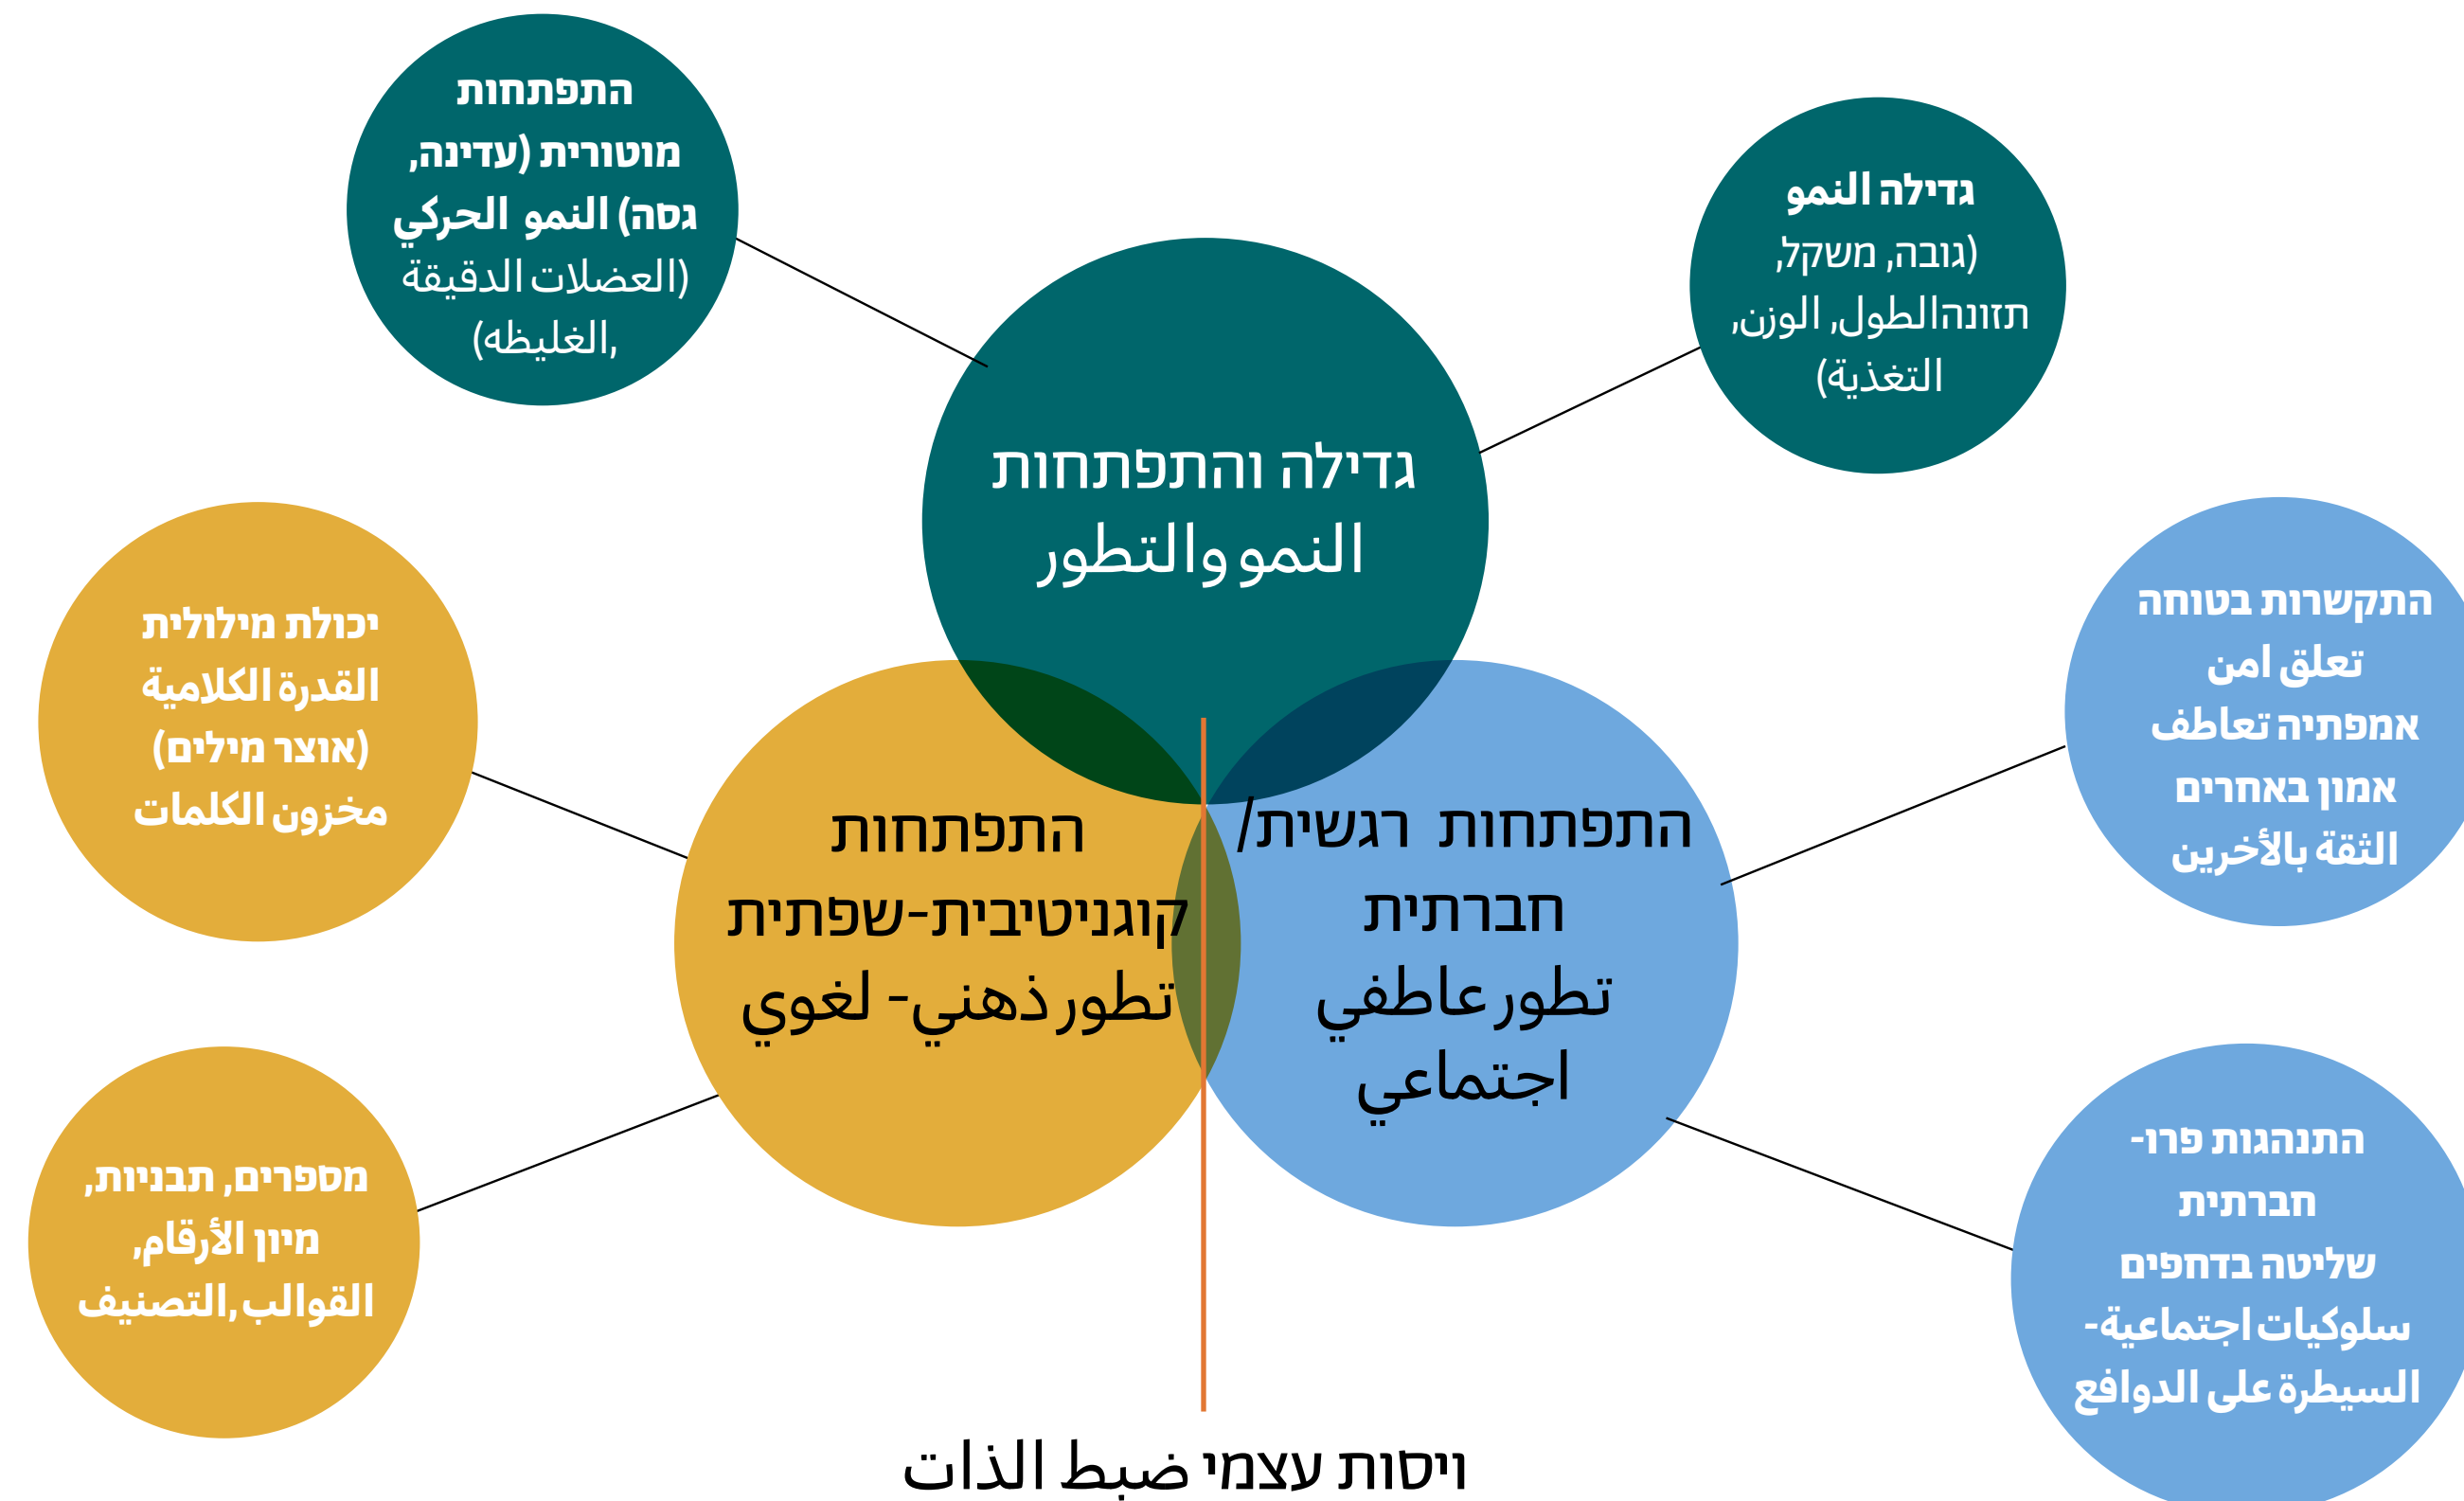 התפתחות
מוטורית (עדינה,
גסה) النمو الحركي
(العضلات الدقيقة
,الغليظه)
גדילה النمو
(גובה, משקל,
תזונהالطول, الوزن,
التغذية)
גדילה והתפתחות
النمو والتطور
יכולת מילולית
القدرة الكلامية
(אוצר מילים)
مخزون الكلمات
התקשרות בטוחה
تعلق امن
אמפתיה تعاطف
אמון באחרים
الثقة بالأخرين
התפתחות רגשית/
חברתית
تطور عاطفي
اجتماعي
התפתחות
קוגניטיבית-שפתית
تطور ذهني- لغوي
מספרים, תבניות,
מיון الأرقام,
القوالب,التصنيف
התנהגות פרו-
חברתית
שליטה בדחפים
سلوكيات اجتماعية-
السيطرة على الدوافع
ויסות עצמי ضبط الذات